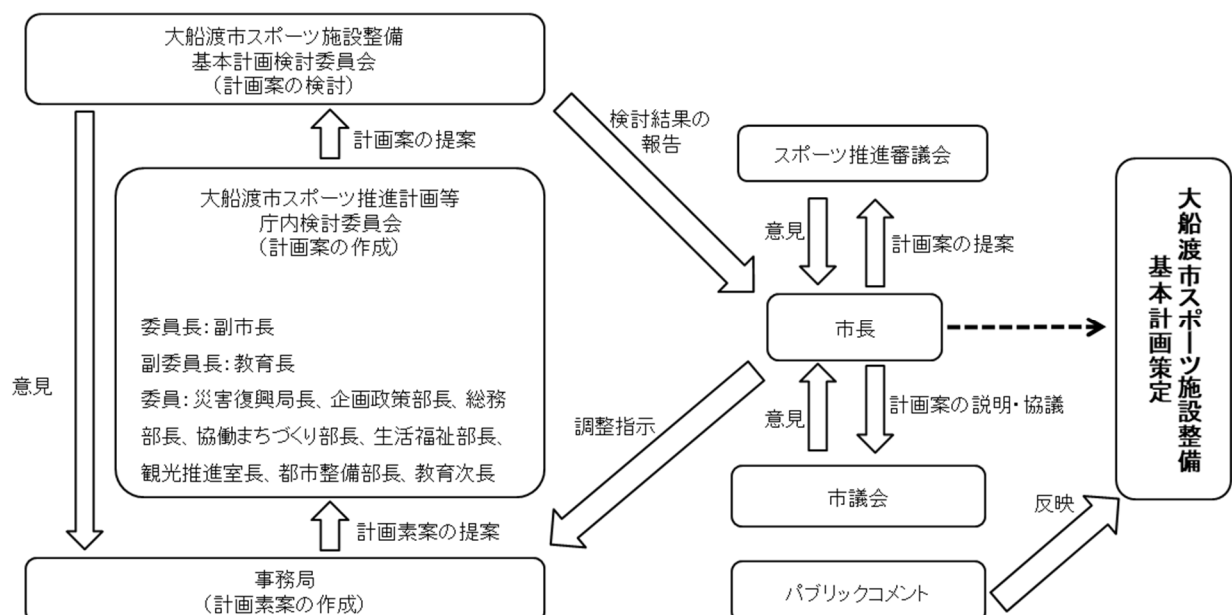 大船渡市スポーツ施設整備
基本計画検討委員会
(計画案の検討)
計画案の提案
大船渡市スポーツ推進計画等
庁内検討委員会
(計画案の作成)
委員長:副市長
副委員長:教育長
委員:災害復興局長、企画政策部長、総務
部長、協働まちづくり部長、生活福祉部長、
観光推進室長、都市整備部長、教育次長
意見
計画素案の提案
事務局
(計画素案の作成)
検討結果の
報告
調整指示
スポーツ推進審議会
意見
計画案の提案
市長
意見
計画案の説明・協議
市議会
パブリックコメント
反映
大船渡市スポーツ施設整備
基本計画策定